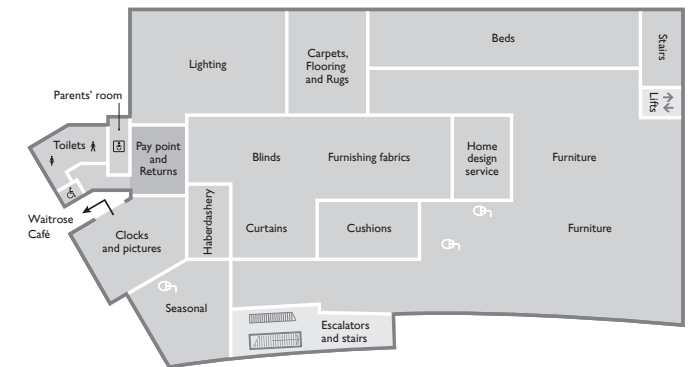 Beds
Stairs
Carpets,
Flooring
and Rugs
Lighting
Parents' room
Lifts
Toilets
Pay point
and
Returns
Blinds
Furnishing fabrics
Home
design
service
Furniture
Waitrose
Café
Clocks
and pictures
Haberdashery
Curtains
Cushions
Furniture
Seasonal
Escalators
and stairs